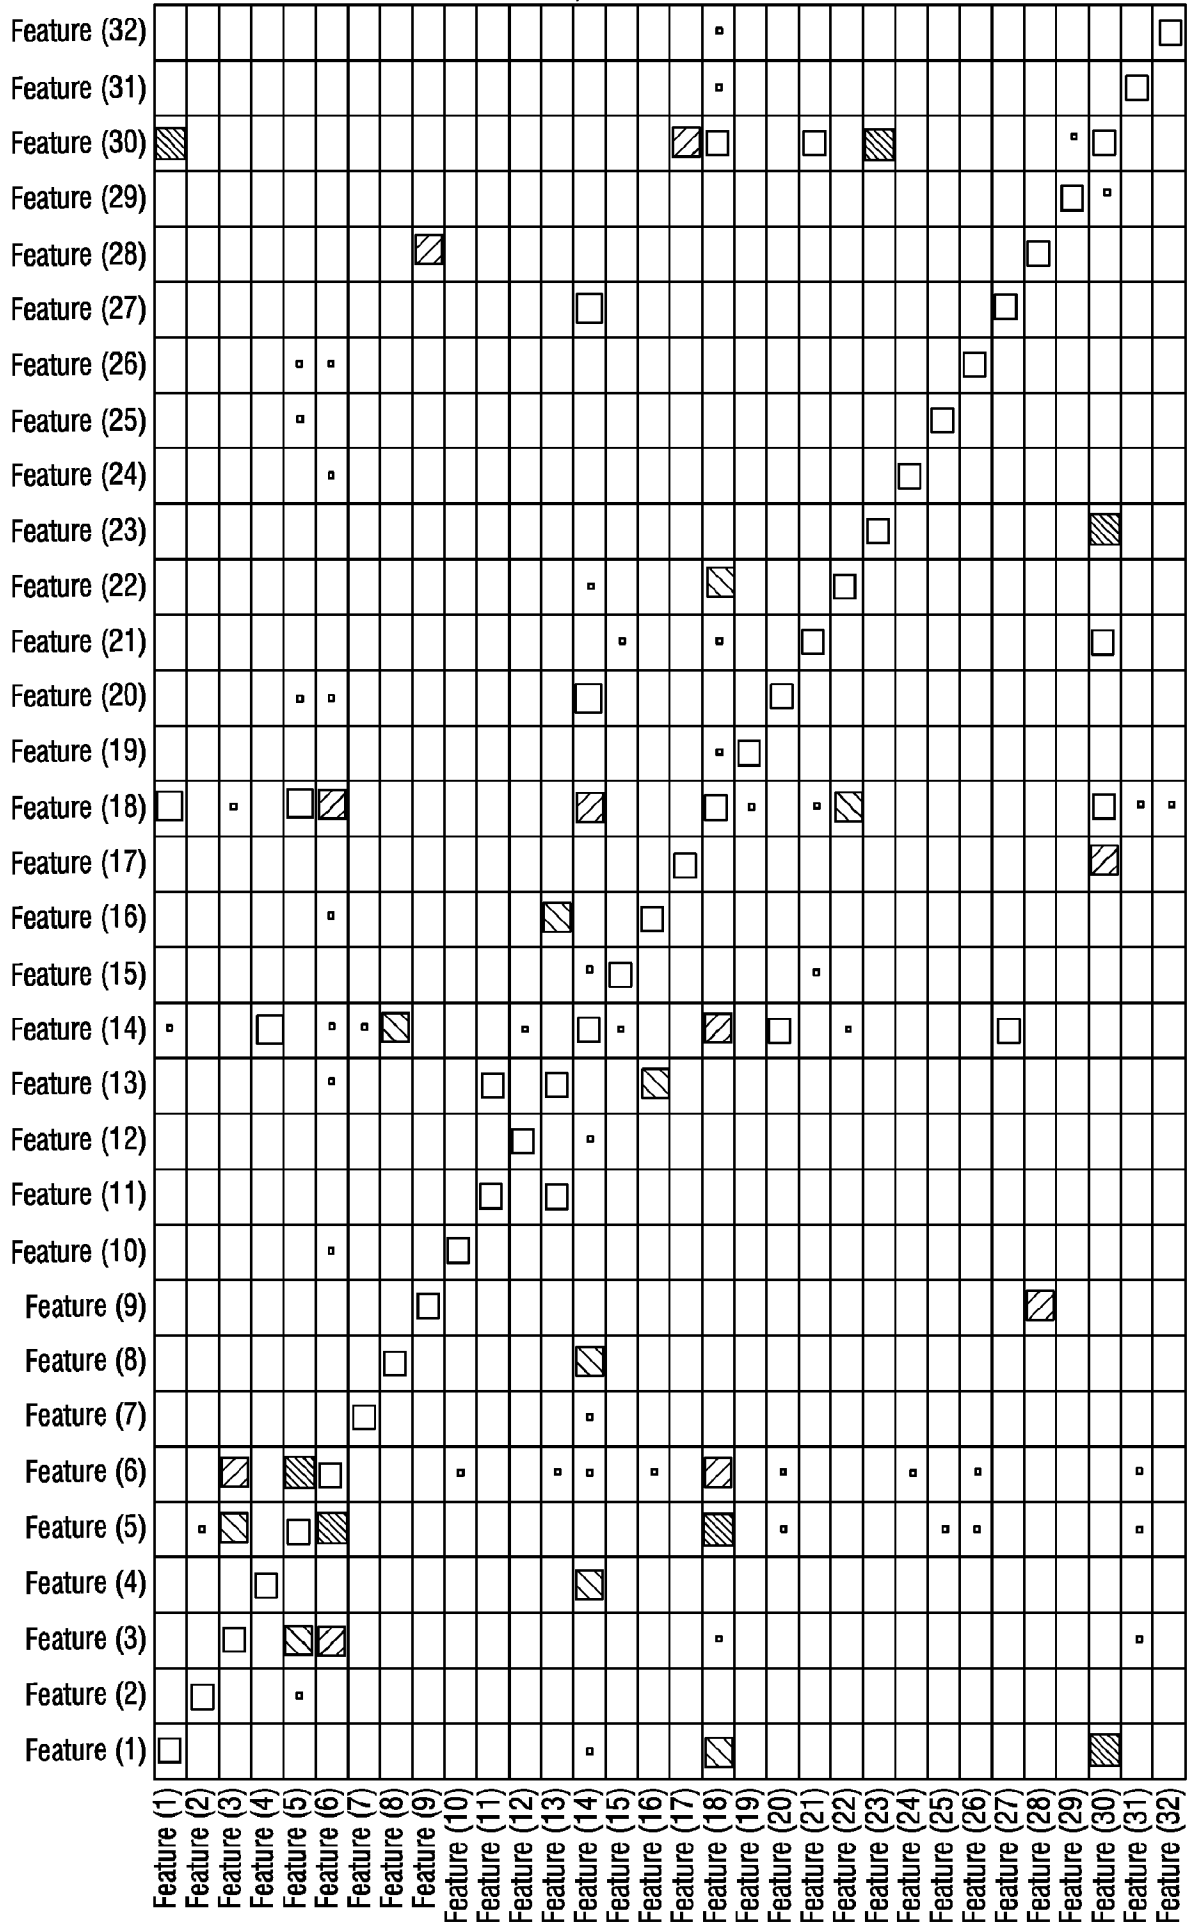 Feature (32)
Feature (31)
Feature (30)
Feature (29)
Feature (28)
Feature (27)
Feature (26)
Feature (25)
Feature (24)
Feature (23)
Feature (22)
Feature (21)
Feature (20)
Feature (19)
Feature (18)
Feature (17)
Feature (16)
Feature (15)
Feature (14)
Feature (13)
Feature (12)
Feature (11)
Feature (10)
Feature (9)
Feature (8)
Feature (7)
Feature (6)
Feature (5)
Feature (4)
Feature (3)
Feature (2)
Feature (1)
Feature (1)
Feature (2)
Feature (3)
Feature (4)
Feature (5)
Feature (6)
Feature (7)
Feature (8)
Feature (9)
Feature (10)
Feature (11)
Feature (12)
Feature (13)
Feature (14)
Feature (15)
Feature (16)
Feature (17)
Feature (18)
Feature (19)
Feature (20)
Feature (21)
Feature (22)
Feature (23)
Feature (24)
Feature (25)
Feature (26)
Feature (27)
Feature (28)
Feature (29)
Feature (30)
Feature (31)
Feature (32)